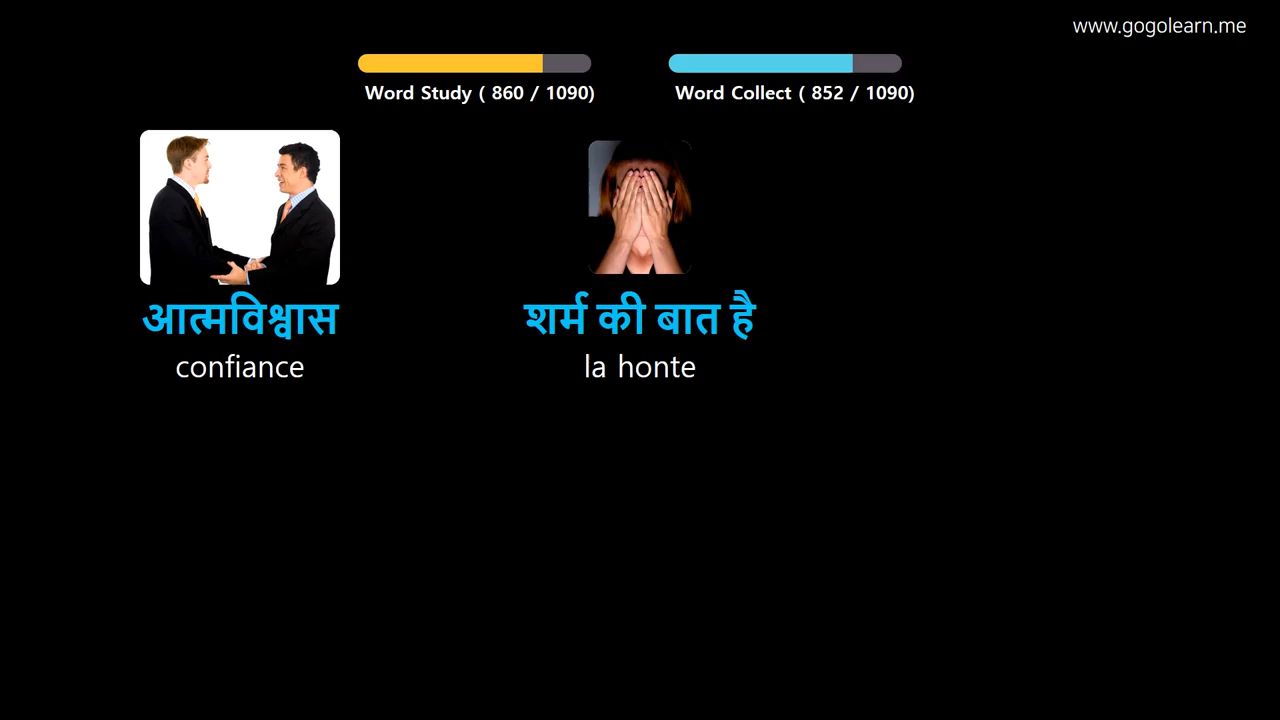 www.gogolearn.me
Word Study ( 860 / 1090)
Word Collect ( 852 / 1090)
आत्मविश्वास
confiance
शर्म की बात है
la honte